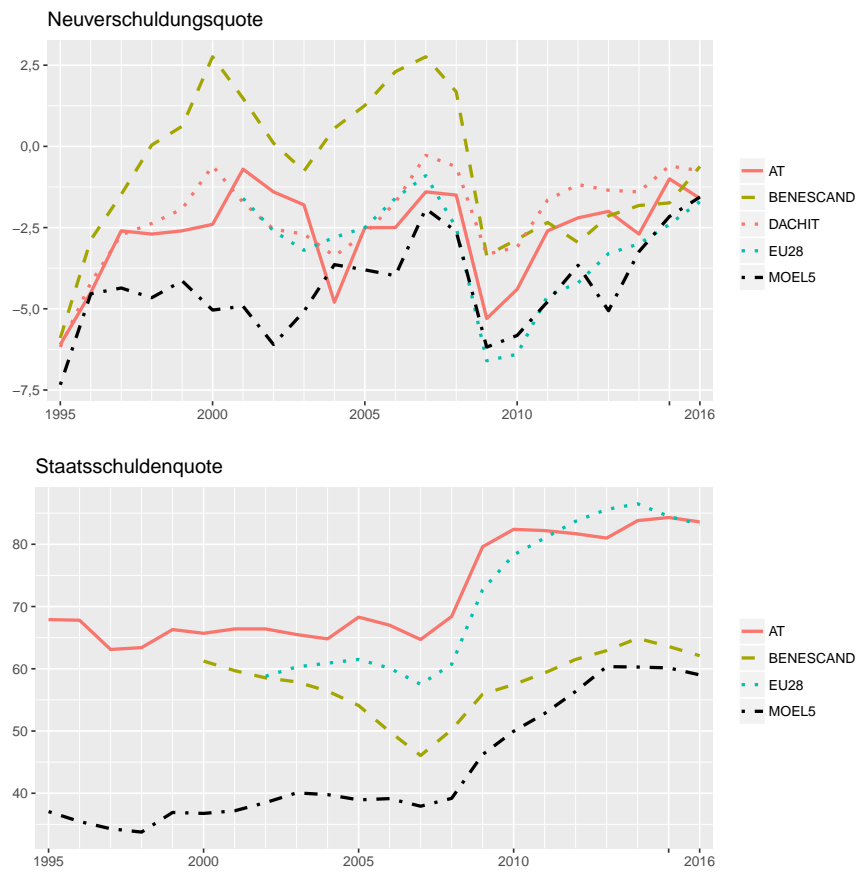 Neuverschuldungsquote
2,5
0,0
−2,5
−5,0
−7,5
1995 2000 2005 2010 2016
AT
BENESCAND
DACHIT
EU28
MOEL5
Staatsschuldenquote
80
70
60
50
40
1995 2000 2005 2010 2016
AT
BENESCAND
EU28
MOEL5